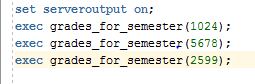 set serveroutput on;
exec grades_for_semester(1024);
exec grades_for_semester(5678);
exec grades_for_semester(2599);